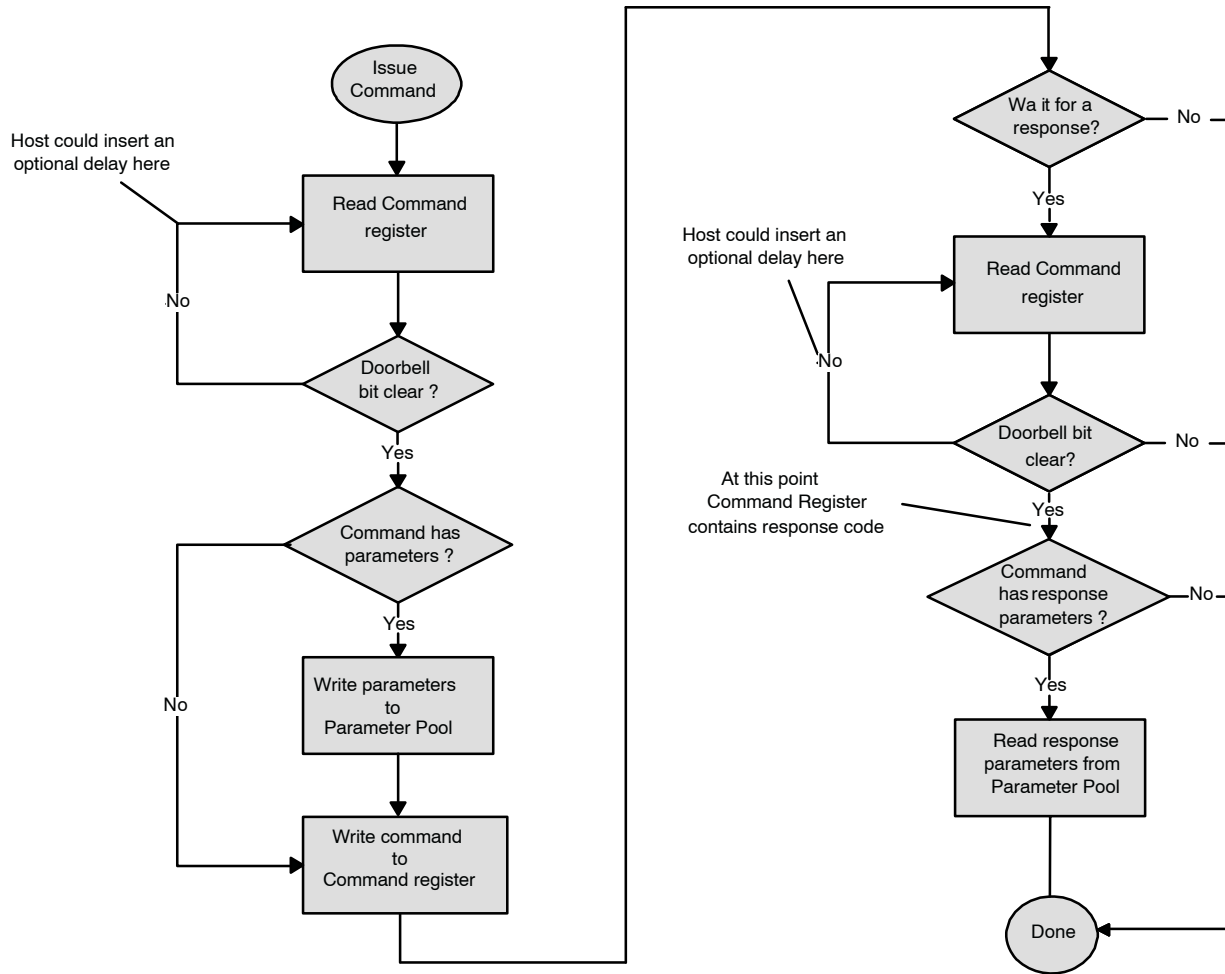 Issue
Command
Host could insert an
optional delay here
Read Command
register
No
Doorbell
bit clear ?
Yes
Command has
parameters ?
Yes
No
Write parameters
to
Parameter Pool
Write command
to
Command register
Wa it for a
response?
No
Yes
Host could insert an
optional delay here
Read Command
register
No
Doorbell bit
clear?
No
At this point
Command Register
contains response code
Yes
Command
has response
parameters ?
No
Yes
Read response
parameters from
Parameter Pool
Done